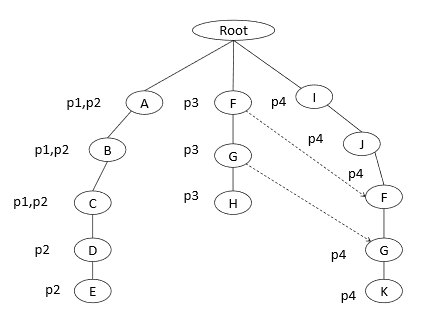 Root
p1,p2 A p3 F p4 I
p4 J
p1,p2 B p3 G
p4 F
p1,p2 C p3 H
p2 D p4 G
p2 E p4 K